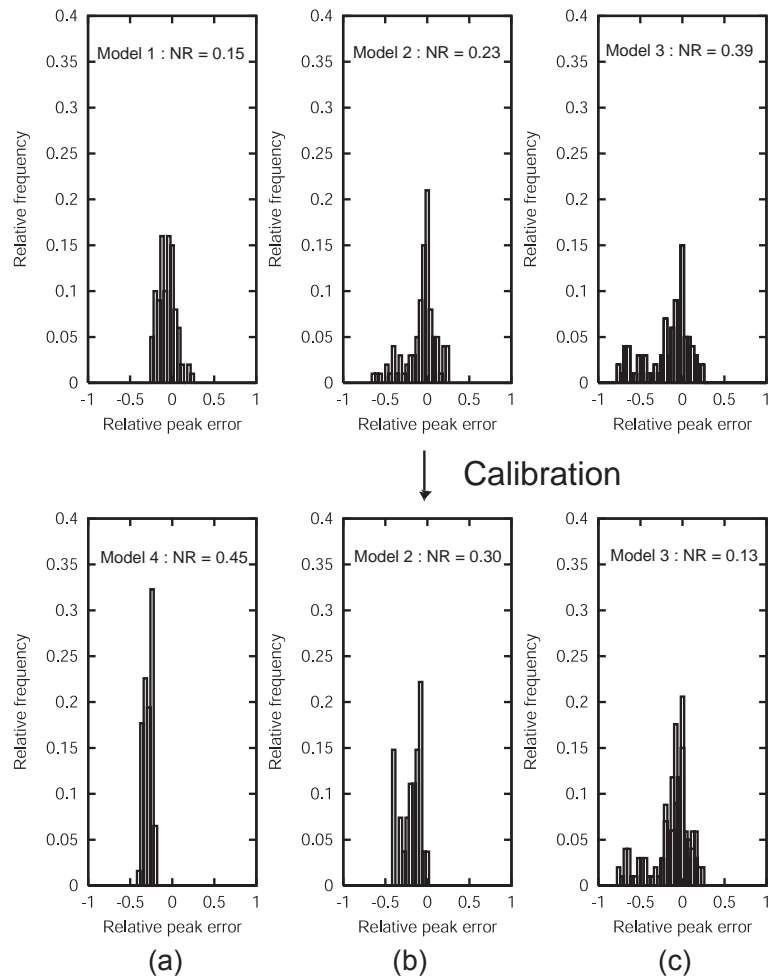 Model 1 : NR = 0.15
Relative frequency
0.4
0.35
0.3
0.25
0.2
0.15
0.1
0.05
0
-1 -0.5 0 0.5 1
Relative peak error
Model 2 : NR = 0.23
Relative frequency
0.4
0.35
0.3
0.25
0.2
0.15
0.1
0.05
0
-1 -0.5 0 0.5 1
Relative peak error
Model 3 : NR = 0.39
Relative frequency
0.4
0.35
0.3
0.25
0.2
0.15
0.1
0.05
0
-1 -0.5 0 0.5 1
Relative peak error
Calibration
Model 4 : NR = 0.45
Relative frequency
0.4
0.35
0.3
0.25
0.2
0.15
0.1
0.05
0
-1 -0.5 0 0.5 1
Relative peak error
(a)
Model 2 : NR = 0.30
Relative frequency
0.4
0.35
0.3
0.25
0.2
0.15
0.1
0.05
0
-1 -0.5 0 0.5 1
Relative peak error
(b)
Model 3 : NR = 0.13
Relative frequency
0.4
0.35
0.3
0.25
0.2
0.15
0.1
0.05
0
-1 -0.5 0 0.5 1
Relative peak error
(c)